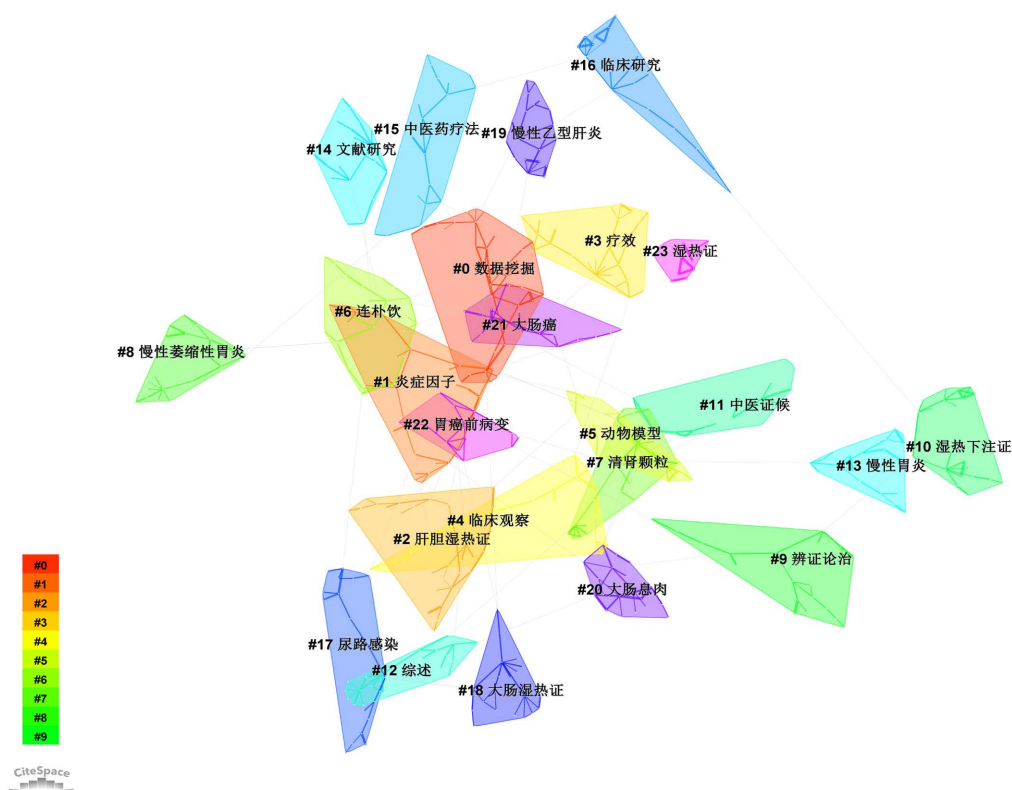 #16 临床研究
#15 中医药疗法
#19 慢性乙型肝炎
#14 文献研究
#3 疗效
#23 湿热证
#0 数据挖掘
#6 连朴饮
#21 大肠癌
#8 慢性萎缩性胃炎
#1 炎症因子
#11 中医证候
#22 胃癌前病变
#5 动物模型
#10 湿热下注证
#7 清肾颗粒
#13 慢性胃炎
#4 临床观察
#2 肝胆湿热证
#9 辨证论治
#20 大肠息肉
#17 尿路感染
#12 综述
#18 大肠湿热证
#0
#1
#2
#3
#4
#5
#6
#7
#8
#9
CiteSpace